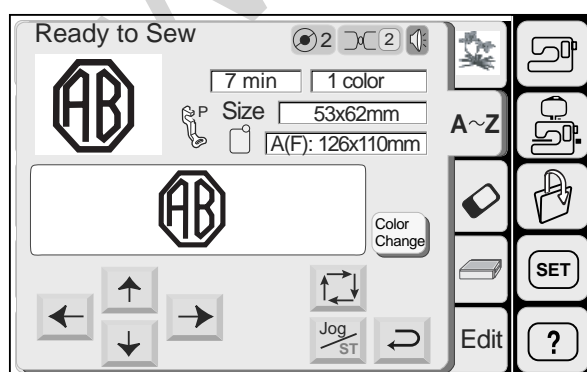 Ready to Sew
2
2
7 min
1 color
P
Size
53x62mm
A(F): 126x110mm
AB
A~Z
AB
Color
Change
SET
Jog
ST
Edit
?